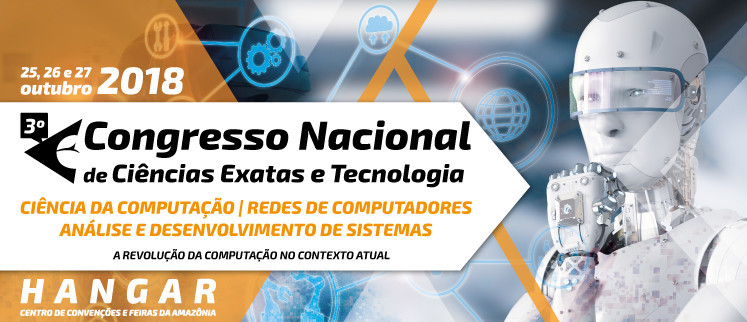 25, 26 e 27
outubro 2018
3º
Congresso Nacional
de Ciências Exatas e Tecnologia
CIÊNCIA DA COMPUTAÇÃO | REDES DE COMPUTADORES
ANÁLISE E DESENVOLVIMENTO DE SISTEMAS
A REVOLUÇÃO DA COMPUTAÇÃO NO CONTEXTO ATUAL
HANGAR
CENTRO DE CONVENÇÕES E FEIRAS DA AMAZÔNIA